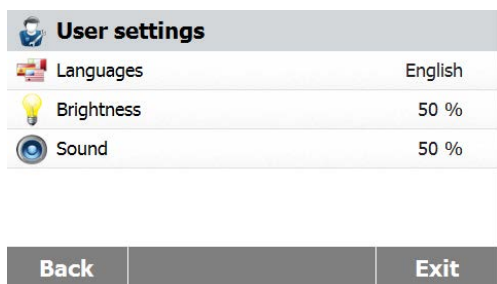 User settings
Languages English
Brightness 50 %
Sound 50 %
Back Exit